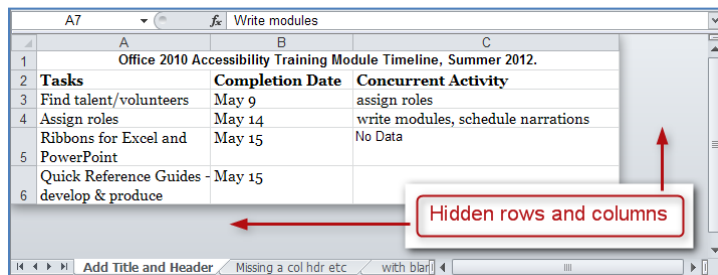 A7 fx Write modules
A B C
1 Office 2010 Accessibility Training Module Timeline, Summer 2012.
2 Tasks Completion Date Concurrent Activity
3 Find talent/volunteers May 9 assign roles
4 Assign roles May 14 write modules, schedule narrations
Ribbons for Excel and May 15 No Data
5 PowerPoint
Quick Reference Guides - May 15
6 develop & produce
Hidden rows and columns
Add Title and Header Missing a col hdr etc with blan